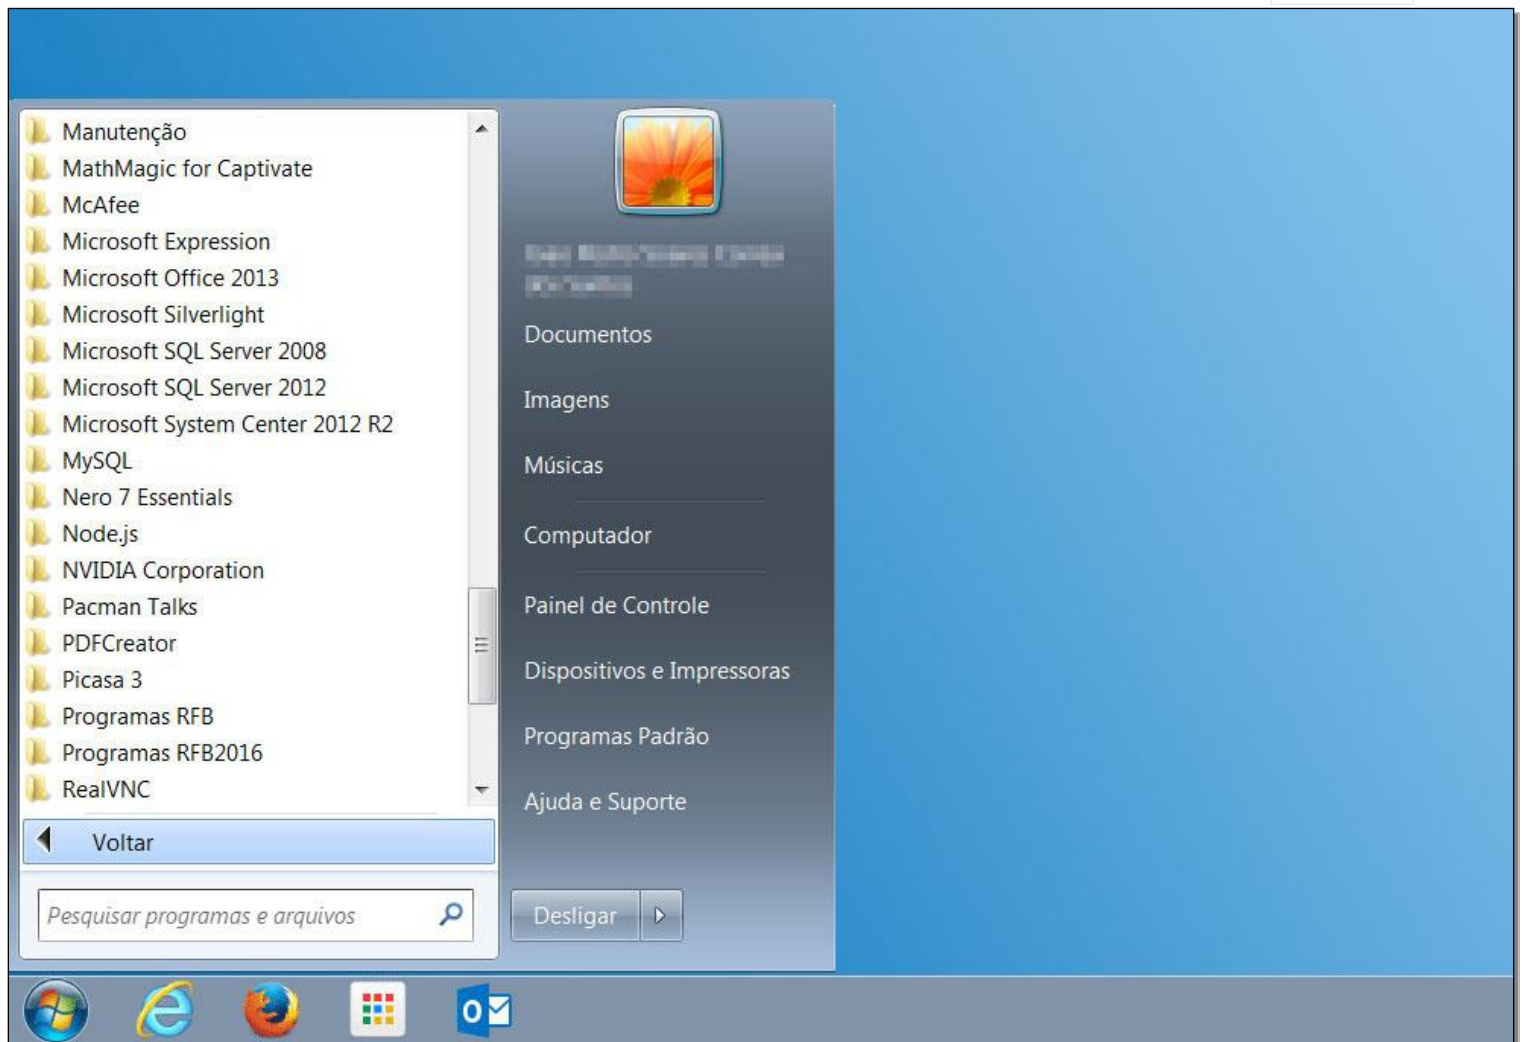 Manutenção
MathMagic for Captivate
McAfee
Microsoft Expression
Microsoft Office 2013
Microsoft Silverlight
Microsoft SQL Server 2008
Microsoft SQL Server 2012
Microsoft System Center 2012 R2
MySQL
Nero 7 Essentials
Node.js
NVIDIA Corporation
Pacman Talks
PDFCreator
Picasa 3
Programas RFB
Programas RFB2016
RealVNC
Voltar
Pesquisar programas e arquivos
Documentos
Imagens
Músicas
Computador
Painel de Controle
Dispositivos e Impressoras
Programas Padrão
Ajuda e Suporte
Desligar